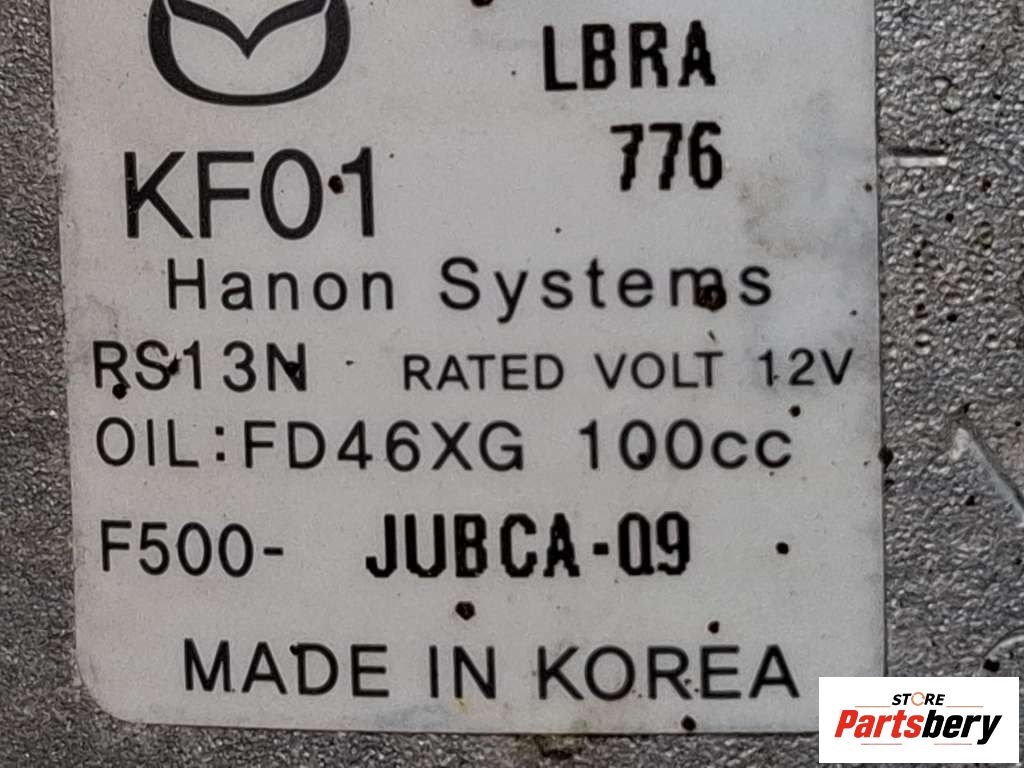 LBRA
776
KF01
Hanon Systems
RS13N RATED VOLT 12V
OIL:FD46XG 100cc
F500- JUBCA-09
MADE IN KOREA
STORE
Partsbery